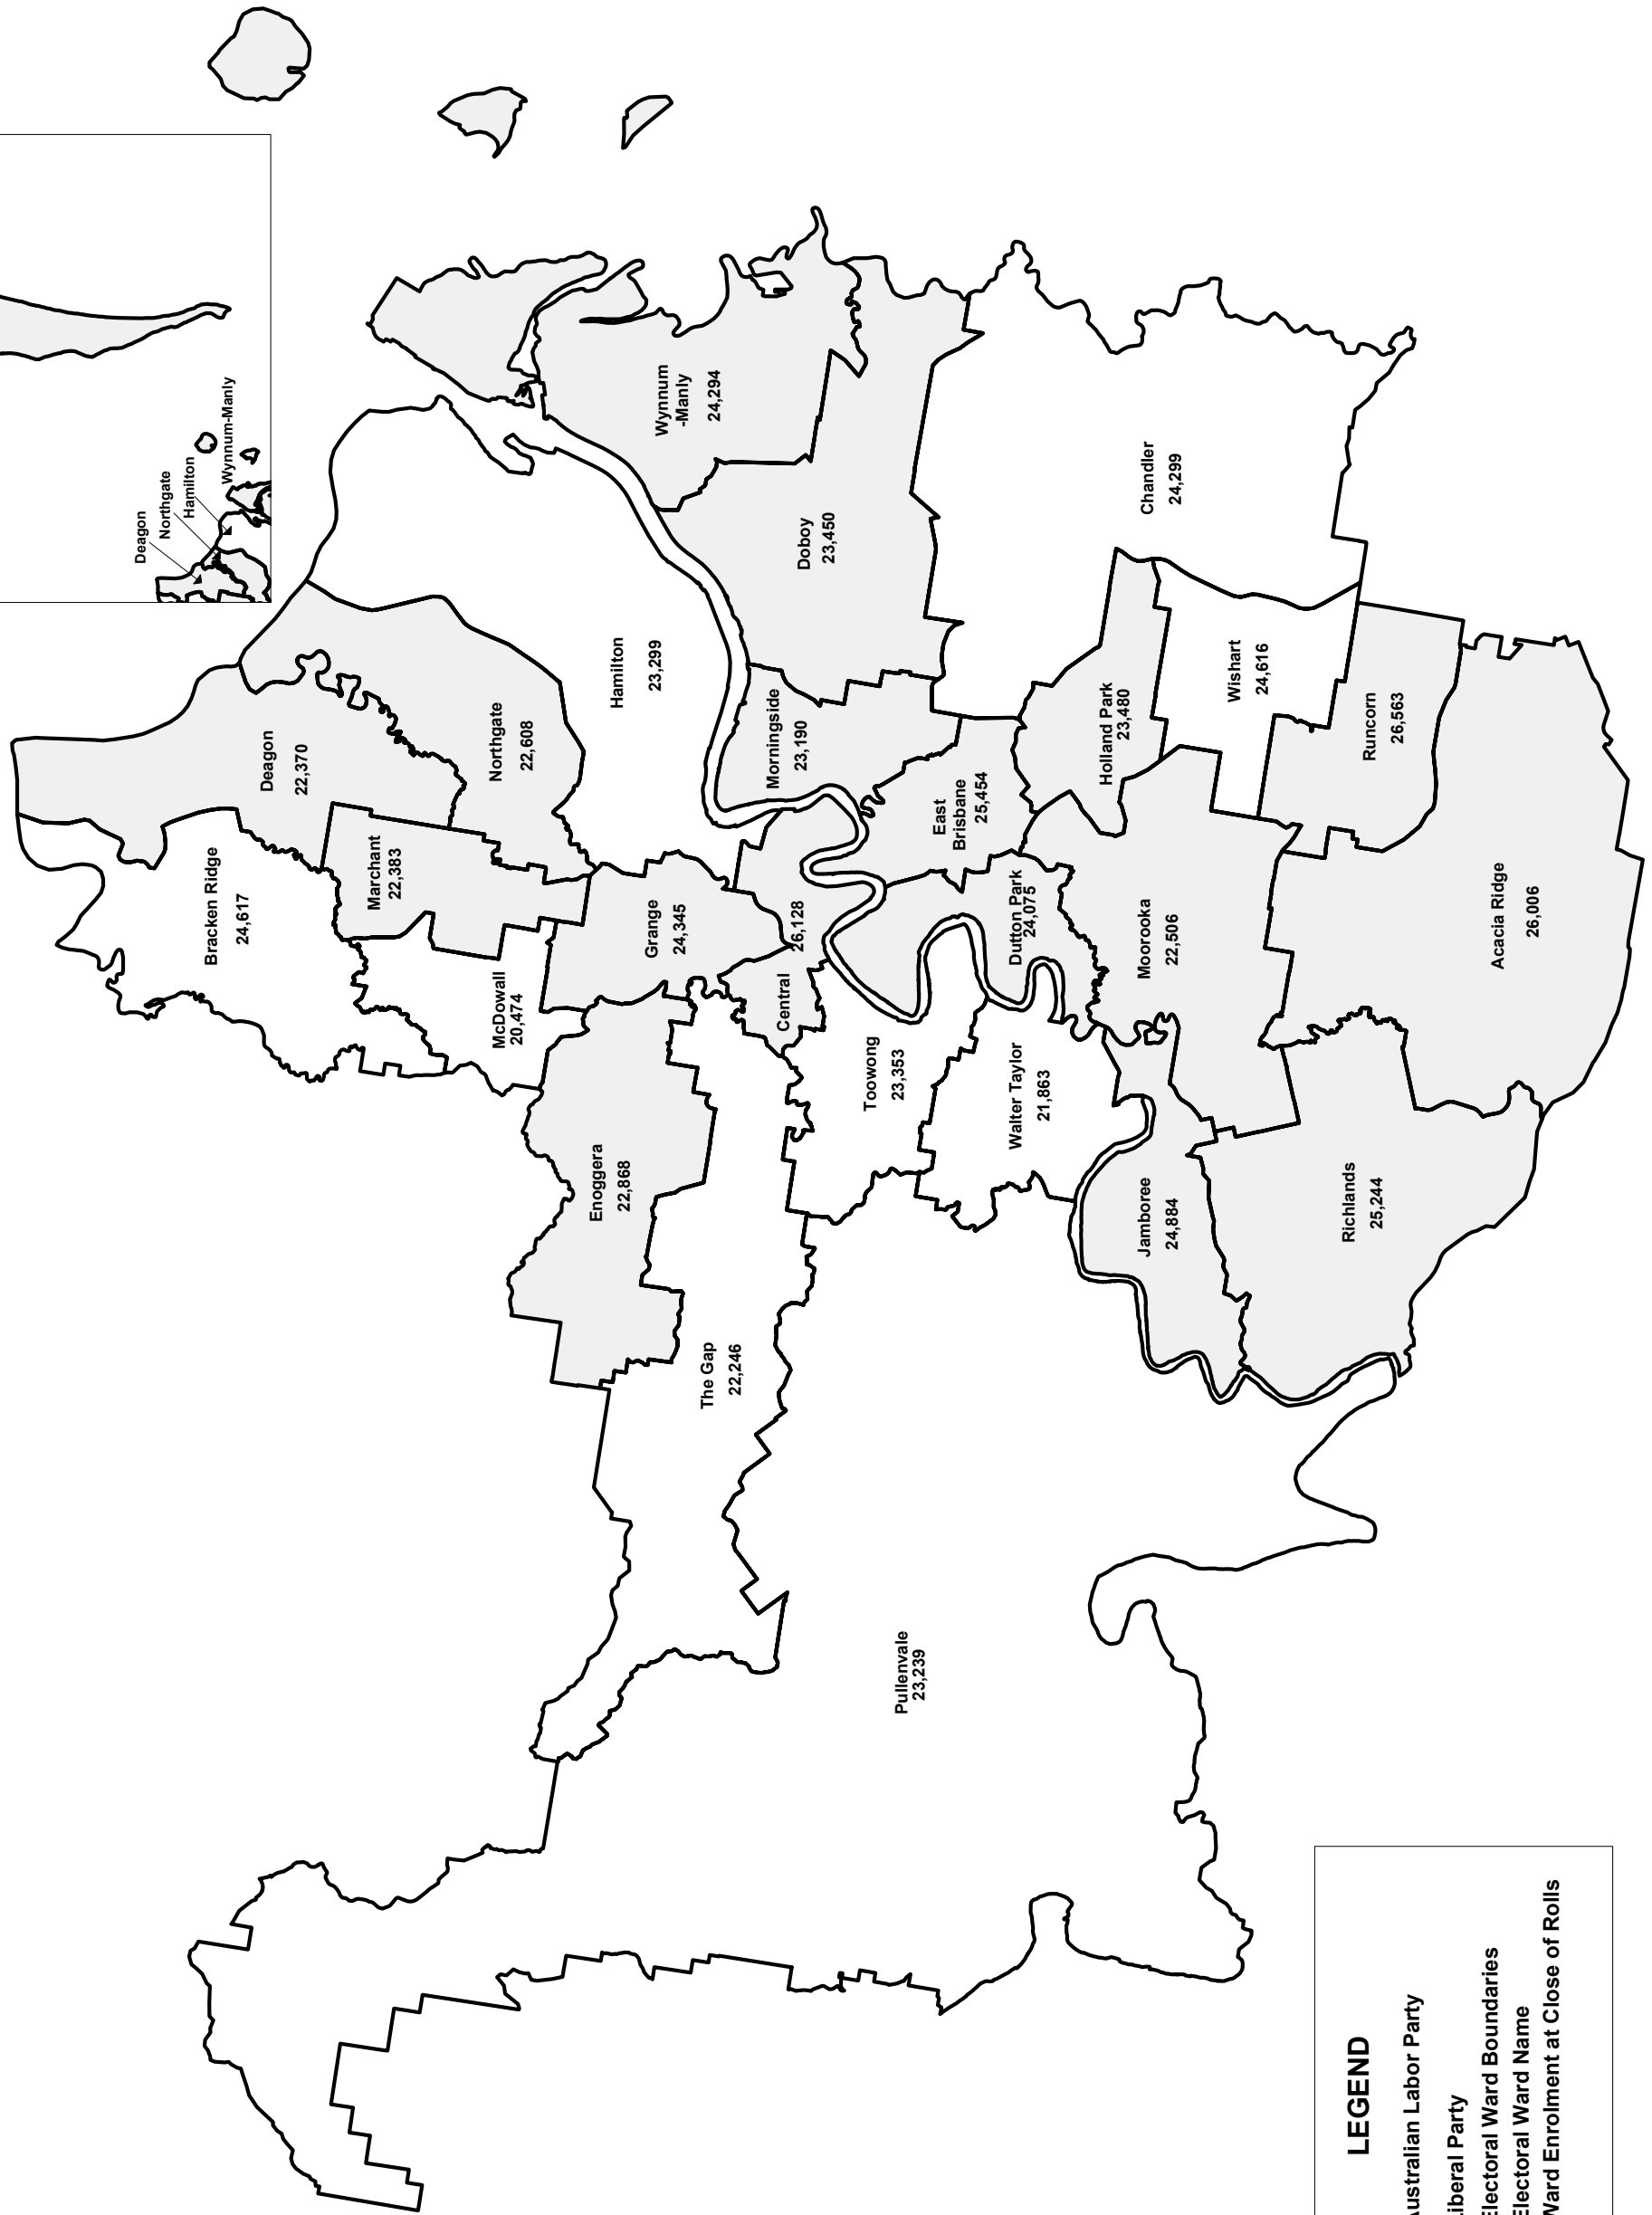 Deagon
Northgate
Hamilton
Wynnum-Manly
Bracken Ridge
24,617
Deagon
22,370
Marchant
22,383
Northgate
22,608
McDowall
20,474
Enoggera
22,868
Hamilton
23,299
Grange
24,345
Wynnum
-Manly
24,294
The Gap
22,246
Central
26,128
Morningside
23,190
Doboy
23,450
Toowong
23,353
Pullenvale
23,239
East
Brisbane
25,454
Walter Taylor
21,863
Dutton Park
24,075
Holland Park
23,480
Jamboree
24,884
Moorooka
22,506
Chandler
24,299
Wishart
24,616
Richlands
25,244
Runcorn
26,563
Acacia Ridge
26,006
LEGEND
Australian Labor Party
Liberal Party
Electoral Ward Boundaries
Electoral Ward Name
Ward Enrolment at Close of Rolls